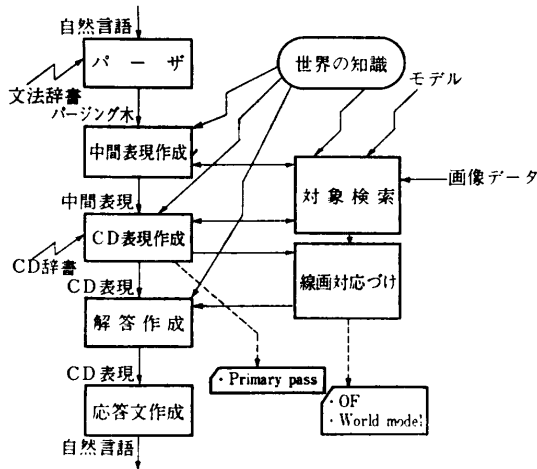 自然言語
パーザ
世界の知識
モデル
文法辞書
パージング木
中間表現作成
対象検索
画像データ
中間表現
CD表現作成
CD辞書
線画対応づけ
CD表現
解答作成
・Primary pass
CD表現
・OF
応答文作成
・World model
自然言語